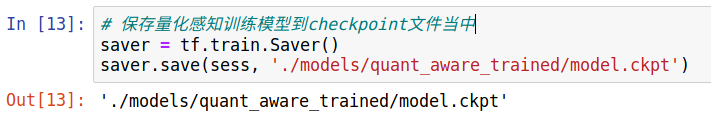 In [13]: # 保存量化感知训练模型到checkpoint文件当中
saver = tf.train.Saver()
saver.save(sess, './models/quant_aware_trained/model.ckpt')
Out[13]: './models/quant_aware_trained/model.ckpt'